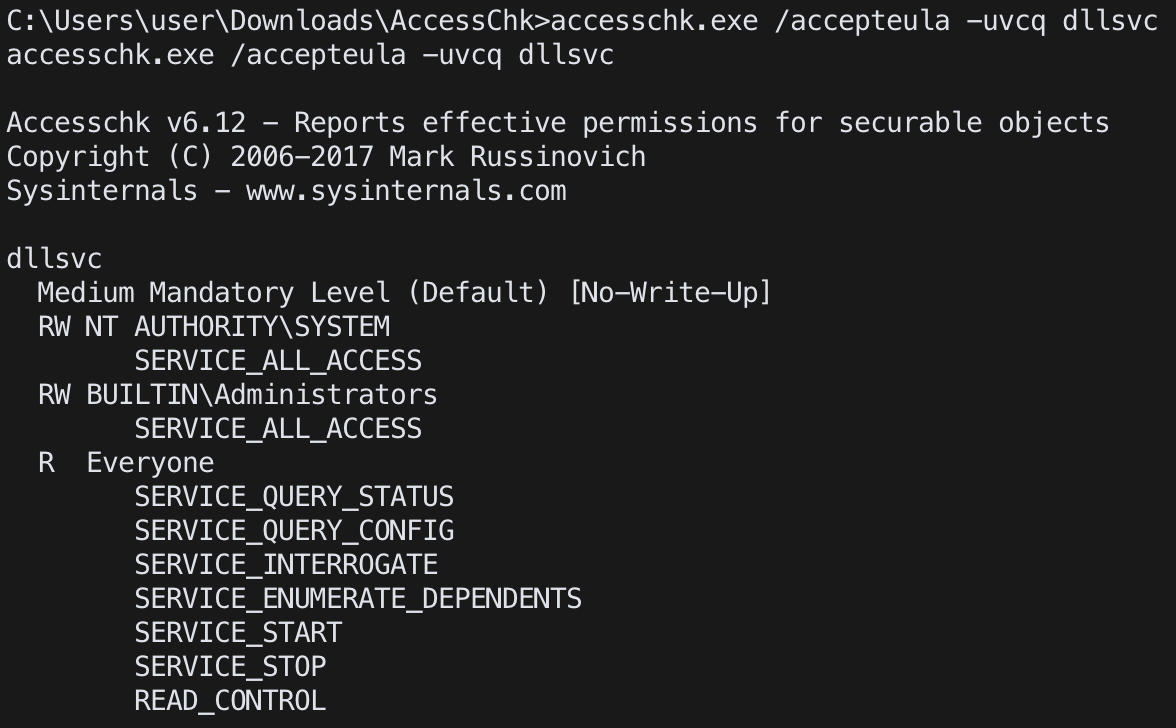 C:\Users\user\Downloads\AccessChk>accesschk.exe /accepteula -uvcq dllsvc
accesschk.exe /accepteula -uvcq dllsvc

Accesschk v6.12 - Reports effective permissions for securable objects
Copyright (C) 2006-2017 Mark Russinovich
Sysinternals - www.sysinternals.com

dllsvc
  Medium Mandatory Level (Default) [No-Write-Up]
  RW NT AUTHORITY\SYSTEM
        SERVICE_ALL_ACCESS
  RW BUILTIN\Administrators
        SERVICE_ALL_ACCESS
  R  Everyone
        SERVICE_QUERY_STATUS
        SERVICE_QUERY_CONFIG
        SERVICE_INTERROGATE
        SERVICE_ENUMERATE_DEPENDENTS
        SERVICE_START
        SERVICE_STOP
        READ_CONTROL